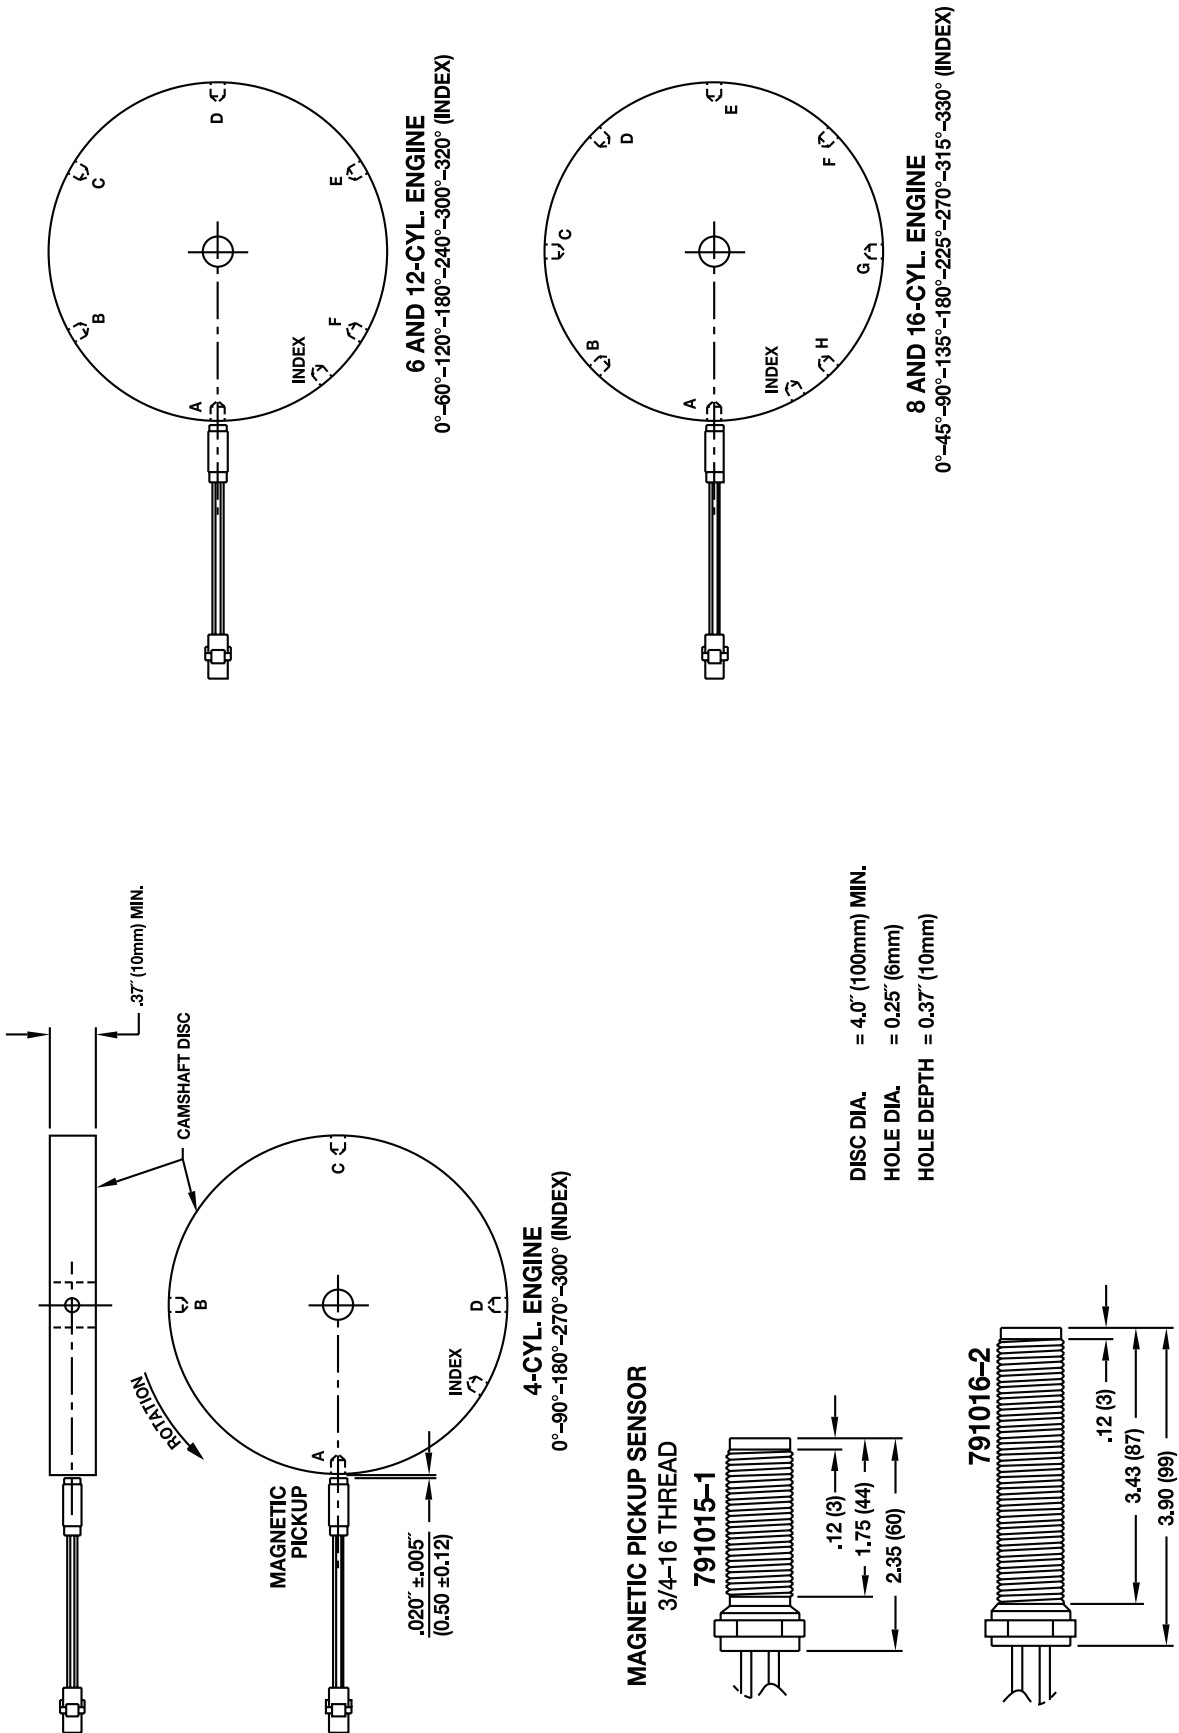 .37″ (10mm) MIN.
CAMSHAFT DISC
ROTATION
MAGNETIC
PICKUP
A
B
C
D
INDEX
.020″ ±.005″
(0.50 ±0.12)
4-CYL. ENGINE
0°–90°–180°–270°–300° (INDEX)
A
B
C
D
E
F
INDEX
6 AND 12-CYL. ENGINE
0°–60°–120°–180°–240°–300°–320° (INDEX)
A
B
C
D
E
F
G
H
INDEX
8 AND 16-CYL. ENGINE
0°–45°–90°–135°–180°–225°–270°–315°–330° (INDEX)
MAGNETIC PICKUP SENSOR
3/4–16 THREAD
791015–1
.12 (3)
1.75 (44)
2.35 (60)
791016–2
.12 (3)
3.43 (87)
3.90 (99)
DISC DIA. = 4.0″ (100mm) MIN.
HOLE DIA. = 0.25″ (6mm)
HOLE DEPTH = 0.37″ (10mm)